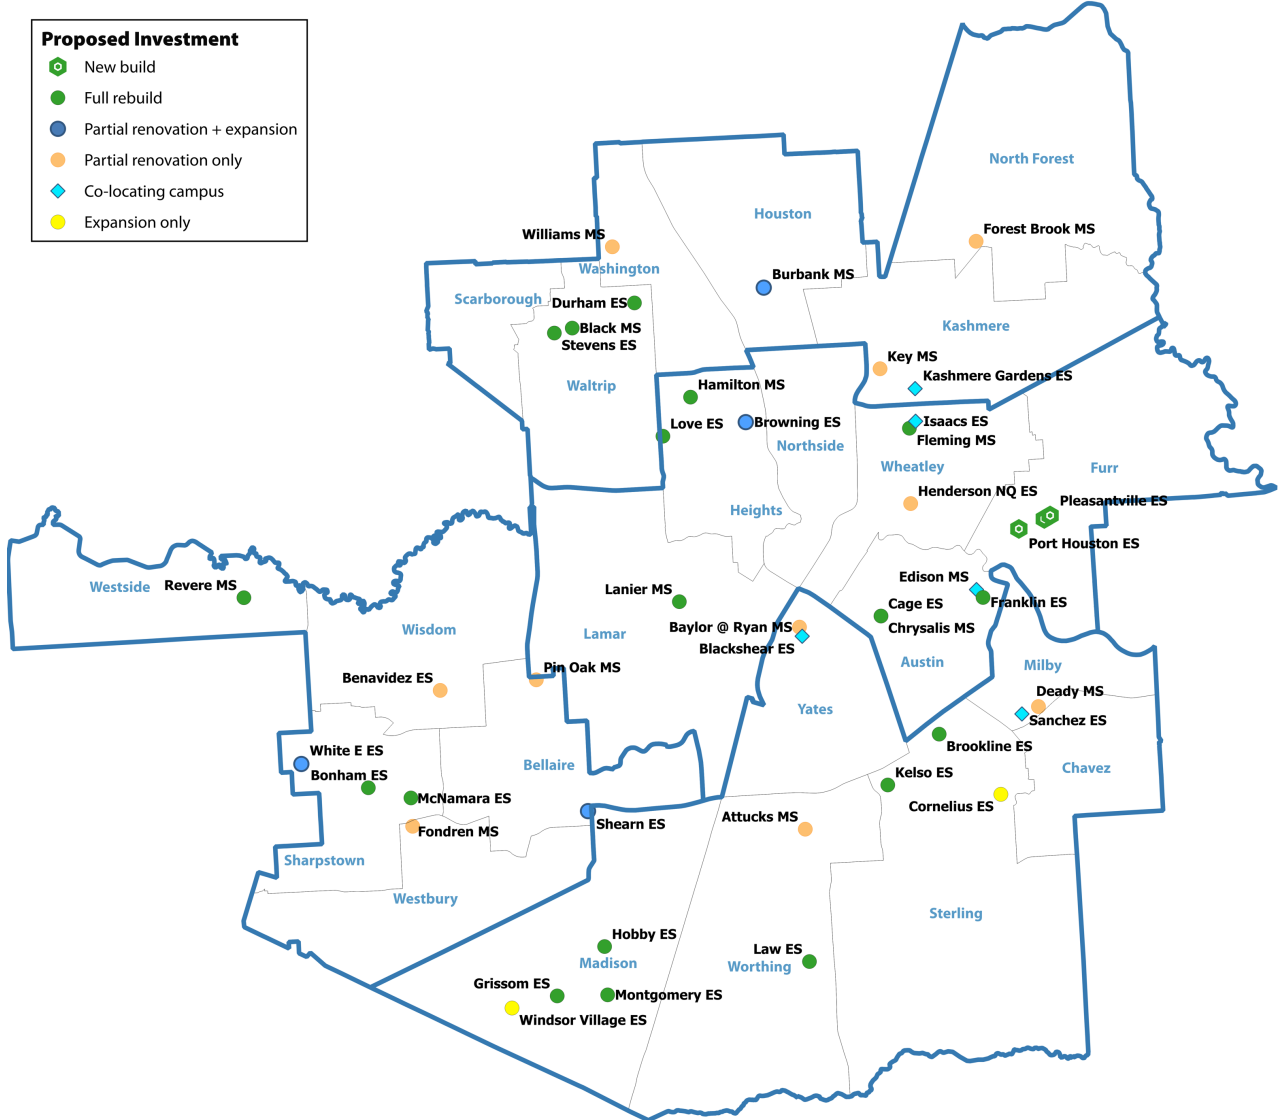 Proposed Investment
New build
Full rebuild
Partial renovation + expansion
Partial renovation only
Co-locating campus
Expansion only
North Forest
Houston
Forest Brook MS
Williams MS
Washington
Burbank MS
Scarborough
Durham ES
Black MS
Stevens ES
Kashmere
Key MS
Kashmere Gardens ES
Waltrip
Hamilton MS
Love ES
Browning ES
Isaacs ES
Fleming MS
Northside
Wheatley
Furr
Henderson NQ ES
Pleasantville ES
Heights
Port Houston ES
Westside
Revere MS
Edison MS
Franklin ES
Lanier MS
Cage ES
Chrysalis MS
Wisdom
Lamar
Baylor @ Ryan MS
Blackshear ES
Austin
Milby
Pin Oak MS
Benavidez ES
Deady MS
Sanchez ES
Yates
Brookline ES
White E ES
Bonham ES
Bellaire
Chavez
Kelso ES
McNamara ES
Cornelius ES
Fondren MS
Shearn ES
Attucks MS
Sharpstown
Westbury
Sterling
Hobby ES
Law ES
Madison
Worthing
Grissom ES
Montgomery ES
Windsor Village ES